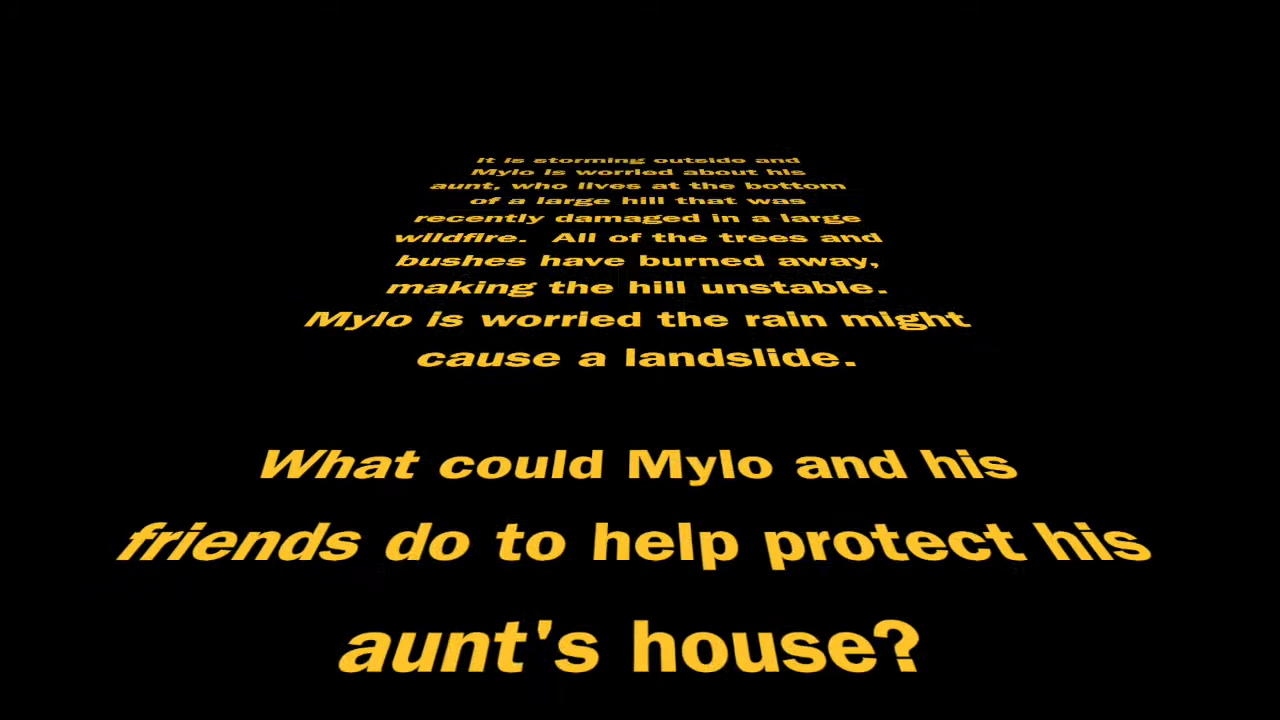 It is storming outside and
Mylo is worried about his
aunt, who lives at the bottom
of a large hill that was
recently damaged in a large
wildfire.  All of the trees and
bushes have burned away,
making the hill unstable.
Mylo is worried the rain might
cause a landslide.
What could Mylo and his
friends do to help protect his
aunt's house?